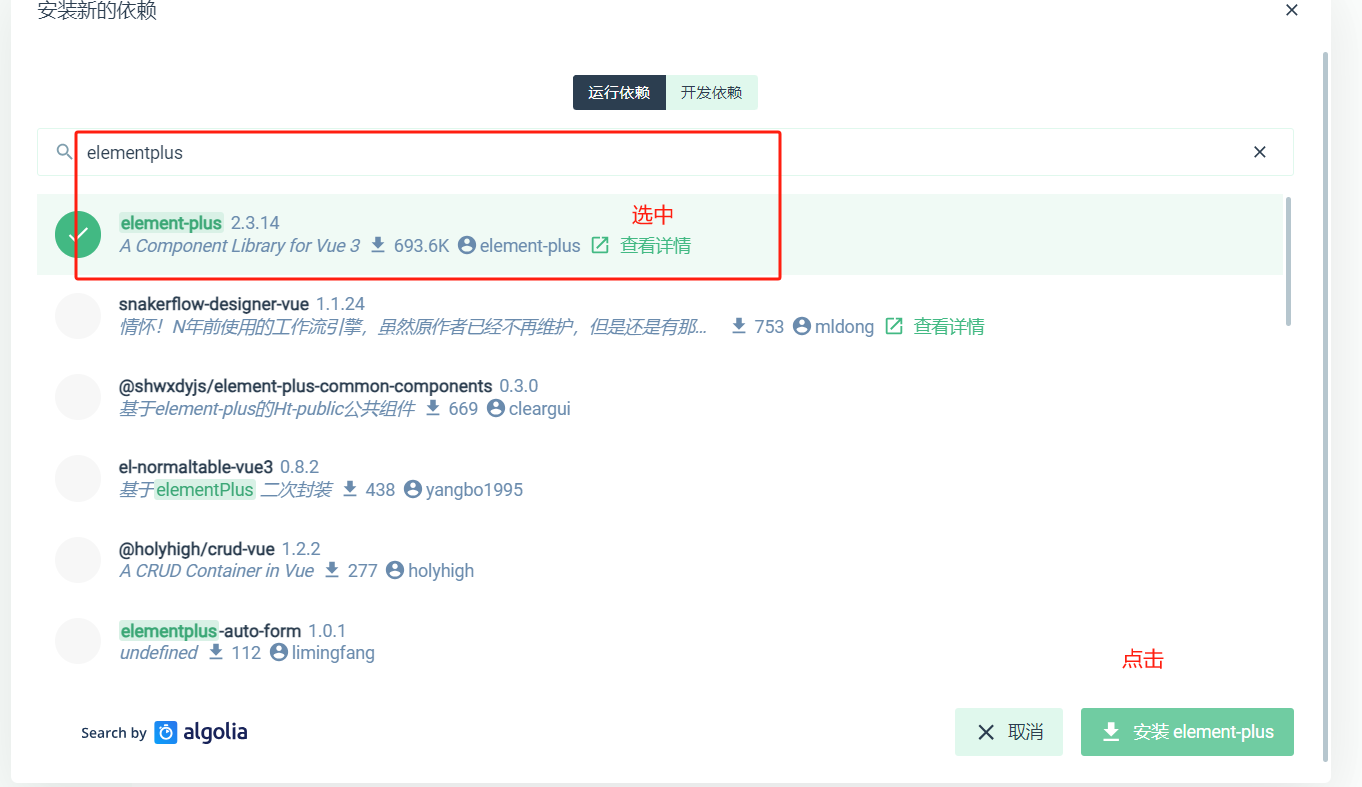 安装新的依赖
运行依赖 开发依赖
elementplus
element-plus 2.3.14
选中
A Component Library for Vue 3 693.6K element-plus 查看详情
snakerflow-designer-vue 1.1.24
情怀！N年前使用的工作流引擎，虽然原作者已经不再维护，但是还是有那... 753 mldong 查看详情
@shwxdyjs/element-plus-common-components 0.3.0
基于element-plus的Ht-public公共组件 669 cleargui
el-normaltable-vue3 0.8.2
基于elementPlus 二次封装 438 yangbo1995
@holyhigh/crud-vue 1.2.2
A CRUD Container in Vue 277 holyhigh
elementplus-auto-form 1.0.1
undefined 112 limingfang
点击
Search by algolia
取消 安装 element-plus